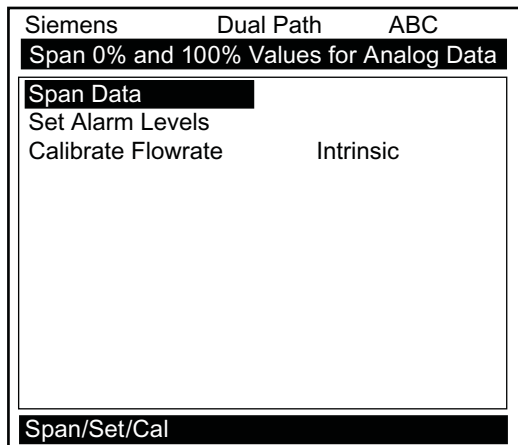 Siemens Dual Path ABC
Span 0% and 100% Values for Analog Data
Span Data
Set Alarm Levels
Calibrate Flowrate Intrinsic
Span/Set/Cal